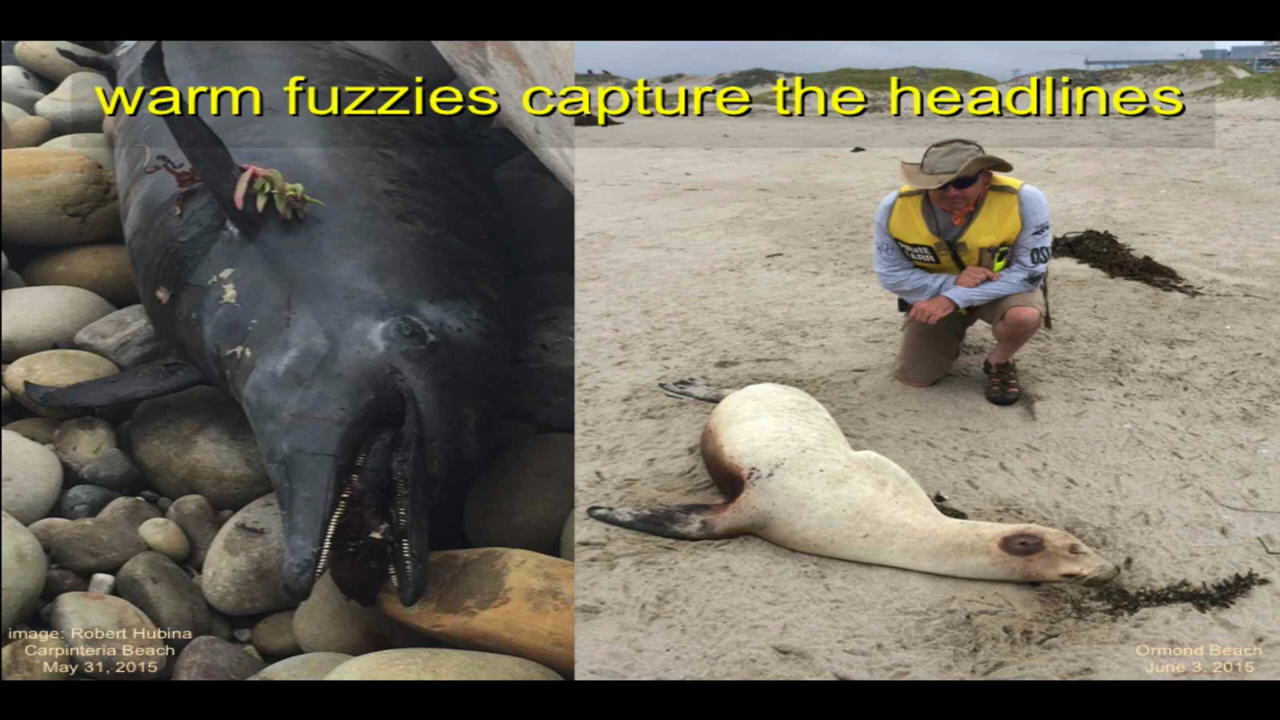 warm fuzzies capture the headlines
image: Robert Hubina
Carpinteria Beach
May 31, 2015
Ormond Beach
June 3, 2015